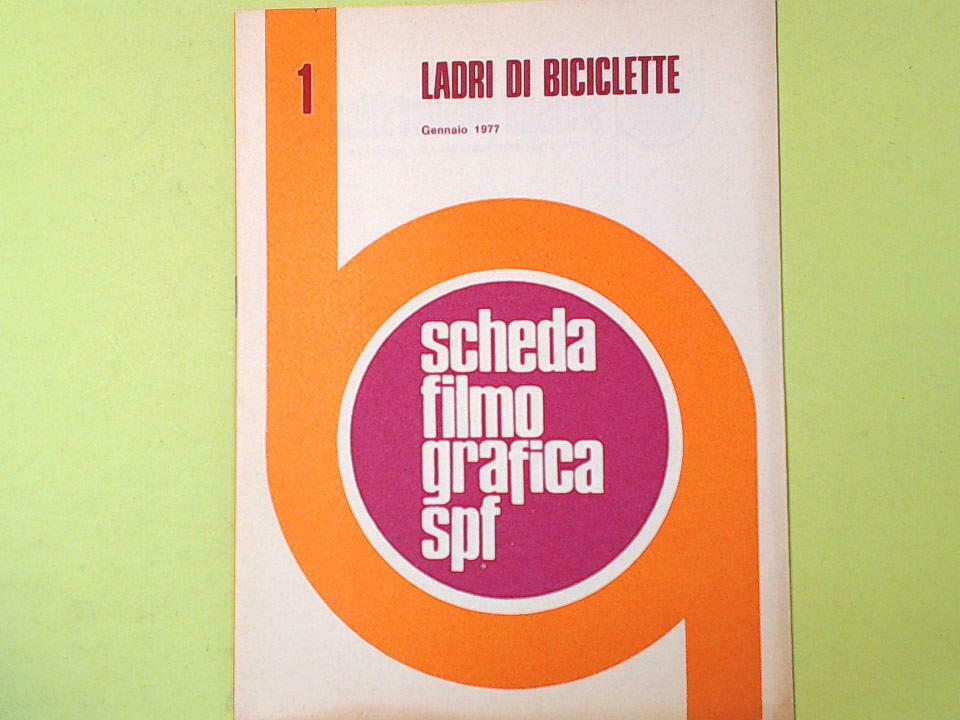 1
LADRI DI BICICLETTE
Gennaio 1977
scheda
filmo
grafica
spf